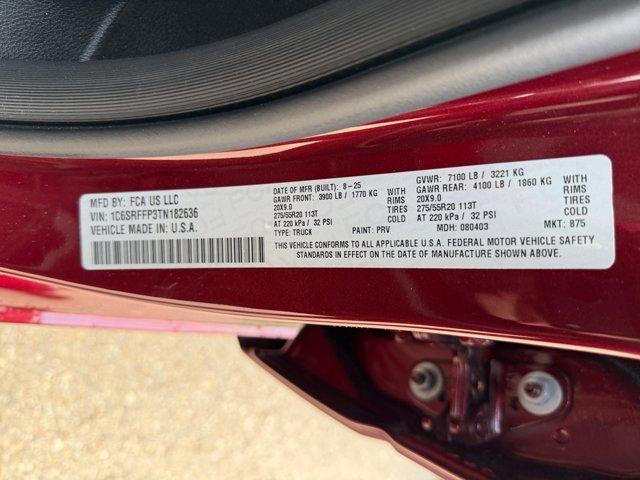 MFD. BY: FCA US LLC
VIN: 1C6SRFFP3TN182636
VEHICLE MADE IN: U.S.A.
DATE OF MFR (BUILT): 8-25
GAWR FRONT: 3900 LB / 1770 KG WITH
20X9.0 RIMS
275/55R20 113T TIRES
AT 220 kPa / 32 PSI COLD
TYPE: TRUCK PAINT: PRV
GVWR: 7100 LB / 3221 KG
GAWR REAR: 4100 LB / 1860 KG WITH
20X9.0 RIMS
275/55R20 113T TIRES
AT 220 kPa / 32 PSI COLD
MDH: 080403 MKT: 875
THIS VEHICLE CONFORMS TO ALL APPLICABLE U.S.A. FEDERAL MOTOR VEHICLE SAFETY
STANDARDS IN EFFECT ON THE DATE OF MANUFACTURE SHOWN ABOVE.